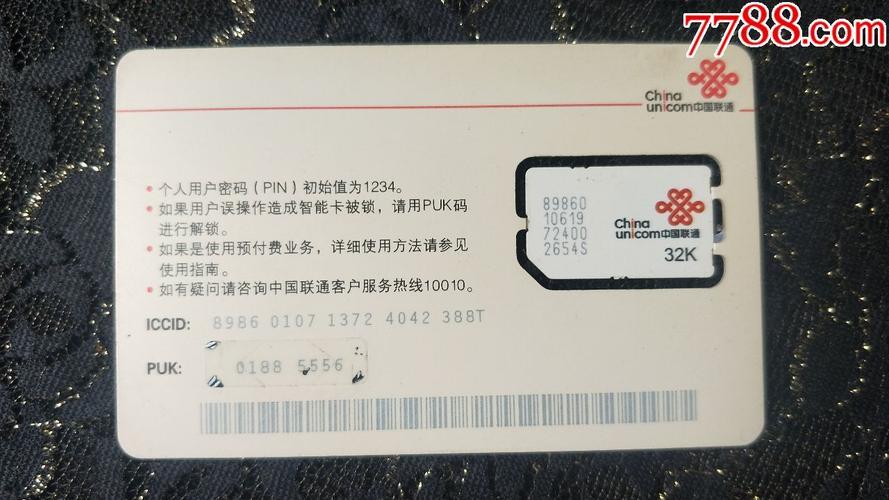 7788.com
China
unicom中国联通
• 个人用户密码（PIN）初始值为1234。
• 如果用户误操作造成智能卡被锁，请用PUK码
进行解锁。
• 如果是使用预付费业务，详细使用方法请参见
使用指南。
• 如有疑问请咨询中国联通客户服务热线10010。
89860
10619
72400
2654S
China
unicom中国联通
32K
ICCID: 8986 0107 1372 4042 388T
PUK: 0188 5556